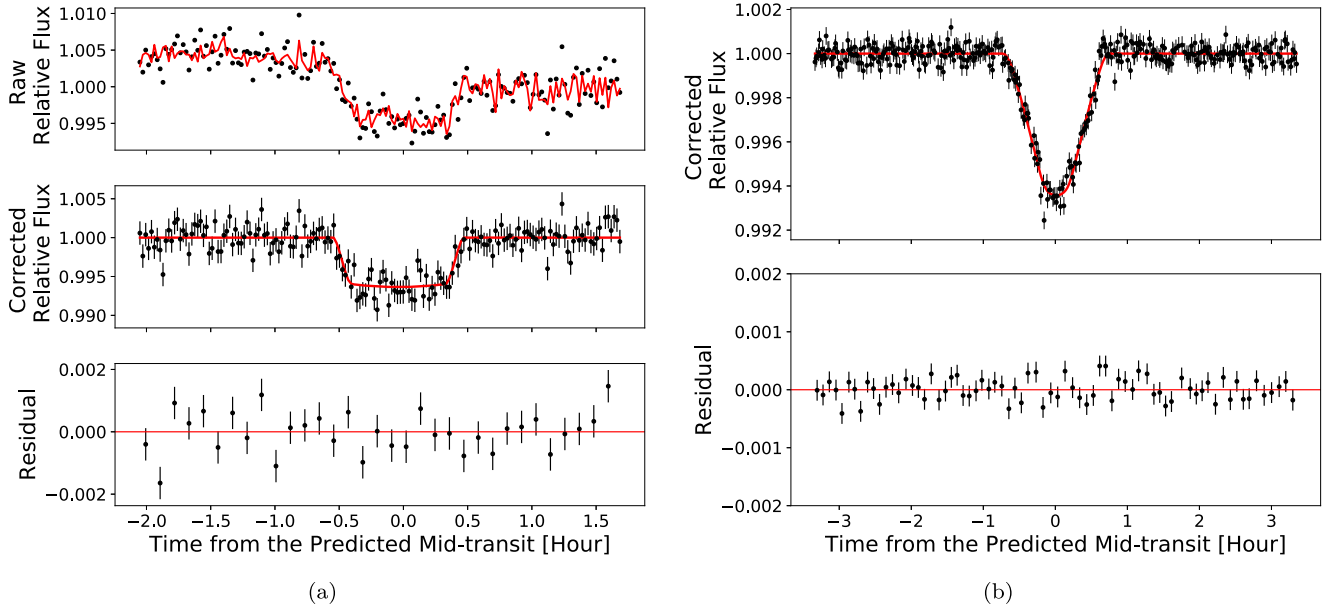 1.010
1.005
1.000
0.995
Raw
Relative Flux
1.005
1.000
0.995
0.990
Corrected
Relative Flux
0.002
0.000
−0.002
Residual
−2.0 −1.5 −1.0 −0.5 0.0 0.5 1.0 1.5
Time from the Predicted Mid-transit [Hour]
(a)
1.002
1.000
0.998
0.996
0.994
0.992
Corrected
Relative Flux
0.002
0.001
0.000
−0.001
−0.002
Residual
−3 −2 −1 0 1 2 3
Time from the Predicted Mid-transit [Hour]
(b)